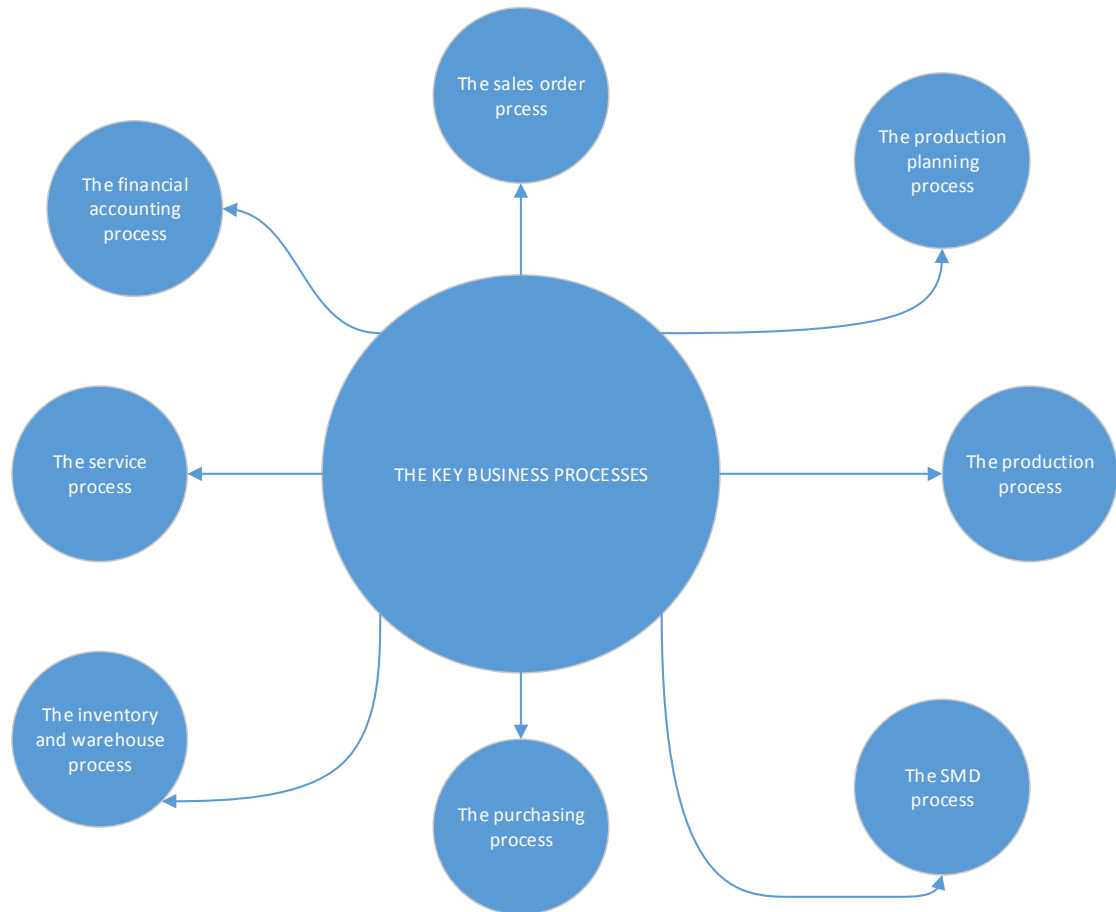 The sales order
prcess
The production
planning
process
The financial
accounting
process
The service
process
THE KEY BUSINESS PROCESSES
The production
process
The inventory
and warehouse
process
The purchasing
process
The SMD
process